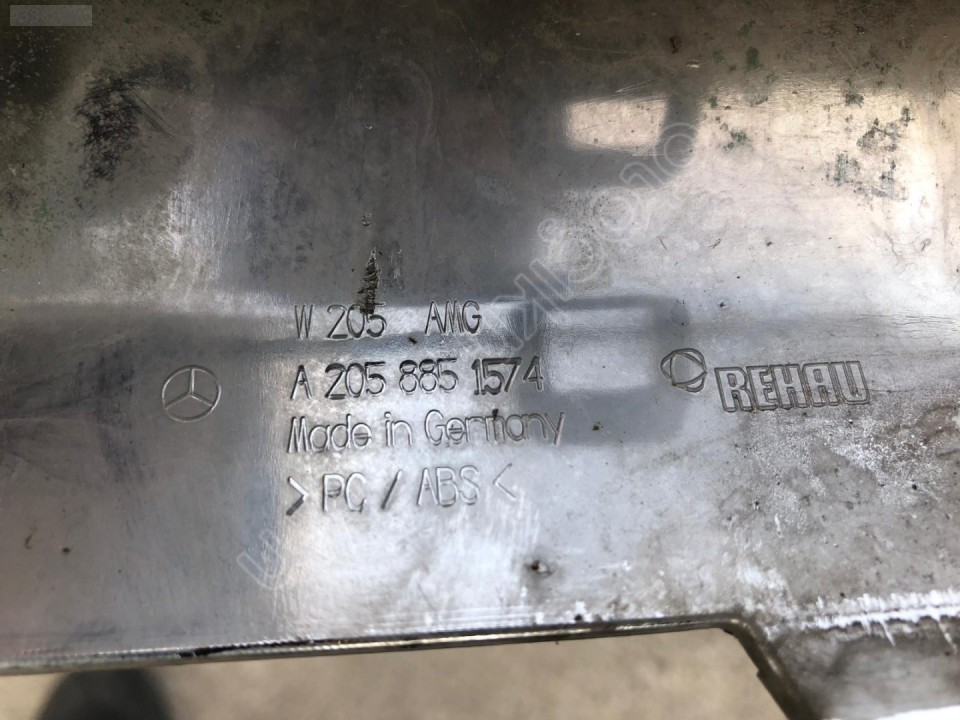 W 205 AMG
A 205 885 1574
Made in Germany
> PC / ABS <
REHAU